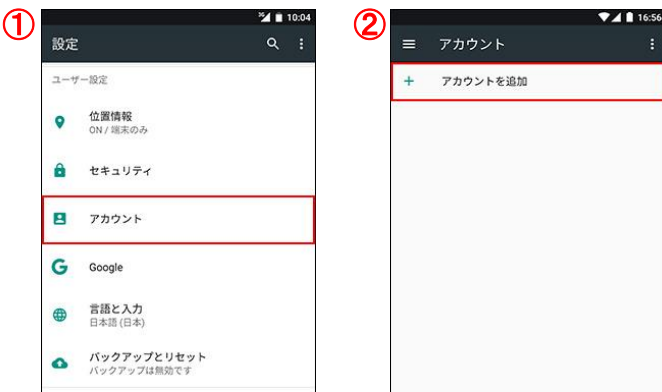 ①
10:04
設定
ユーザー設定
位置情報
ON / 端末のみ
セキュリティ
アカウント
Google
言語と入力
日本語 (日本)
バックアップとリセット
バックアップは無効です
②
16:56
アカウント
アカウントを追加